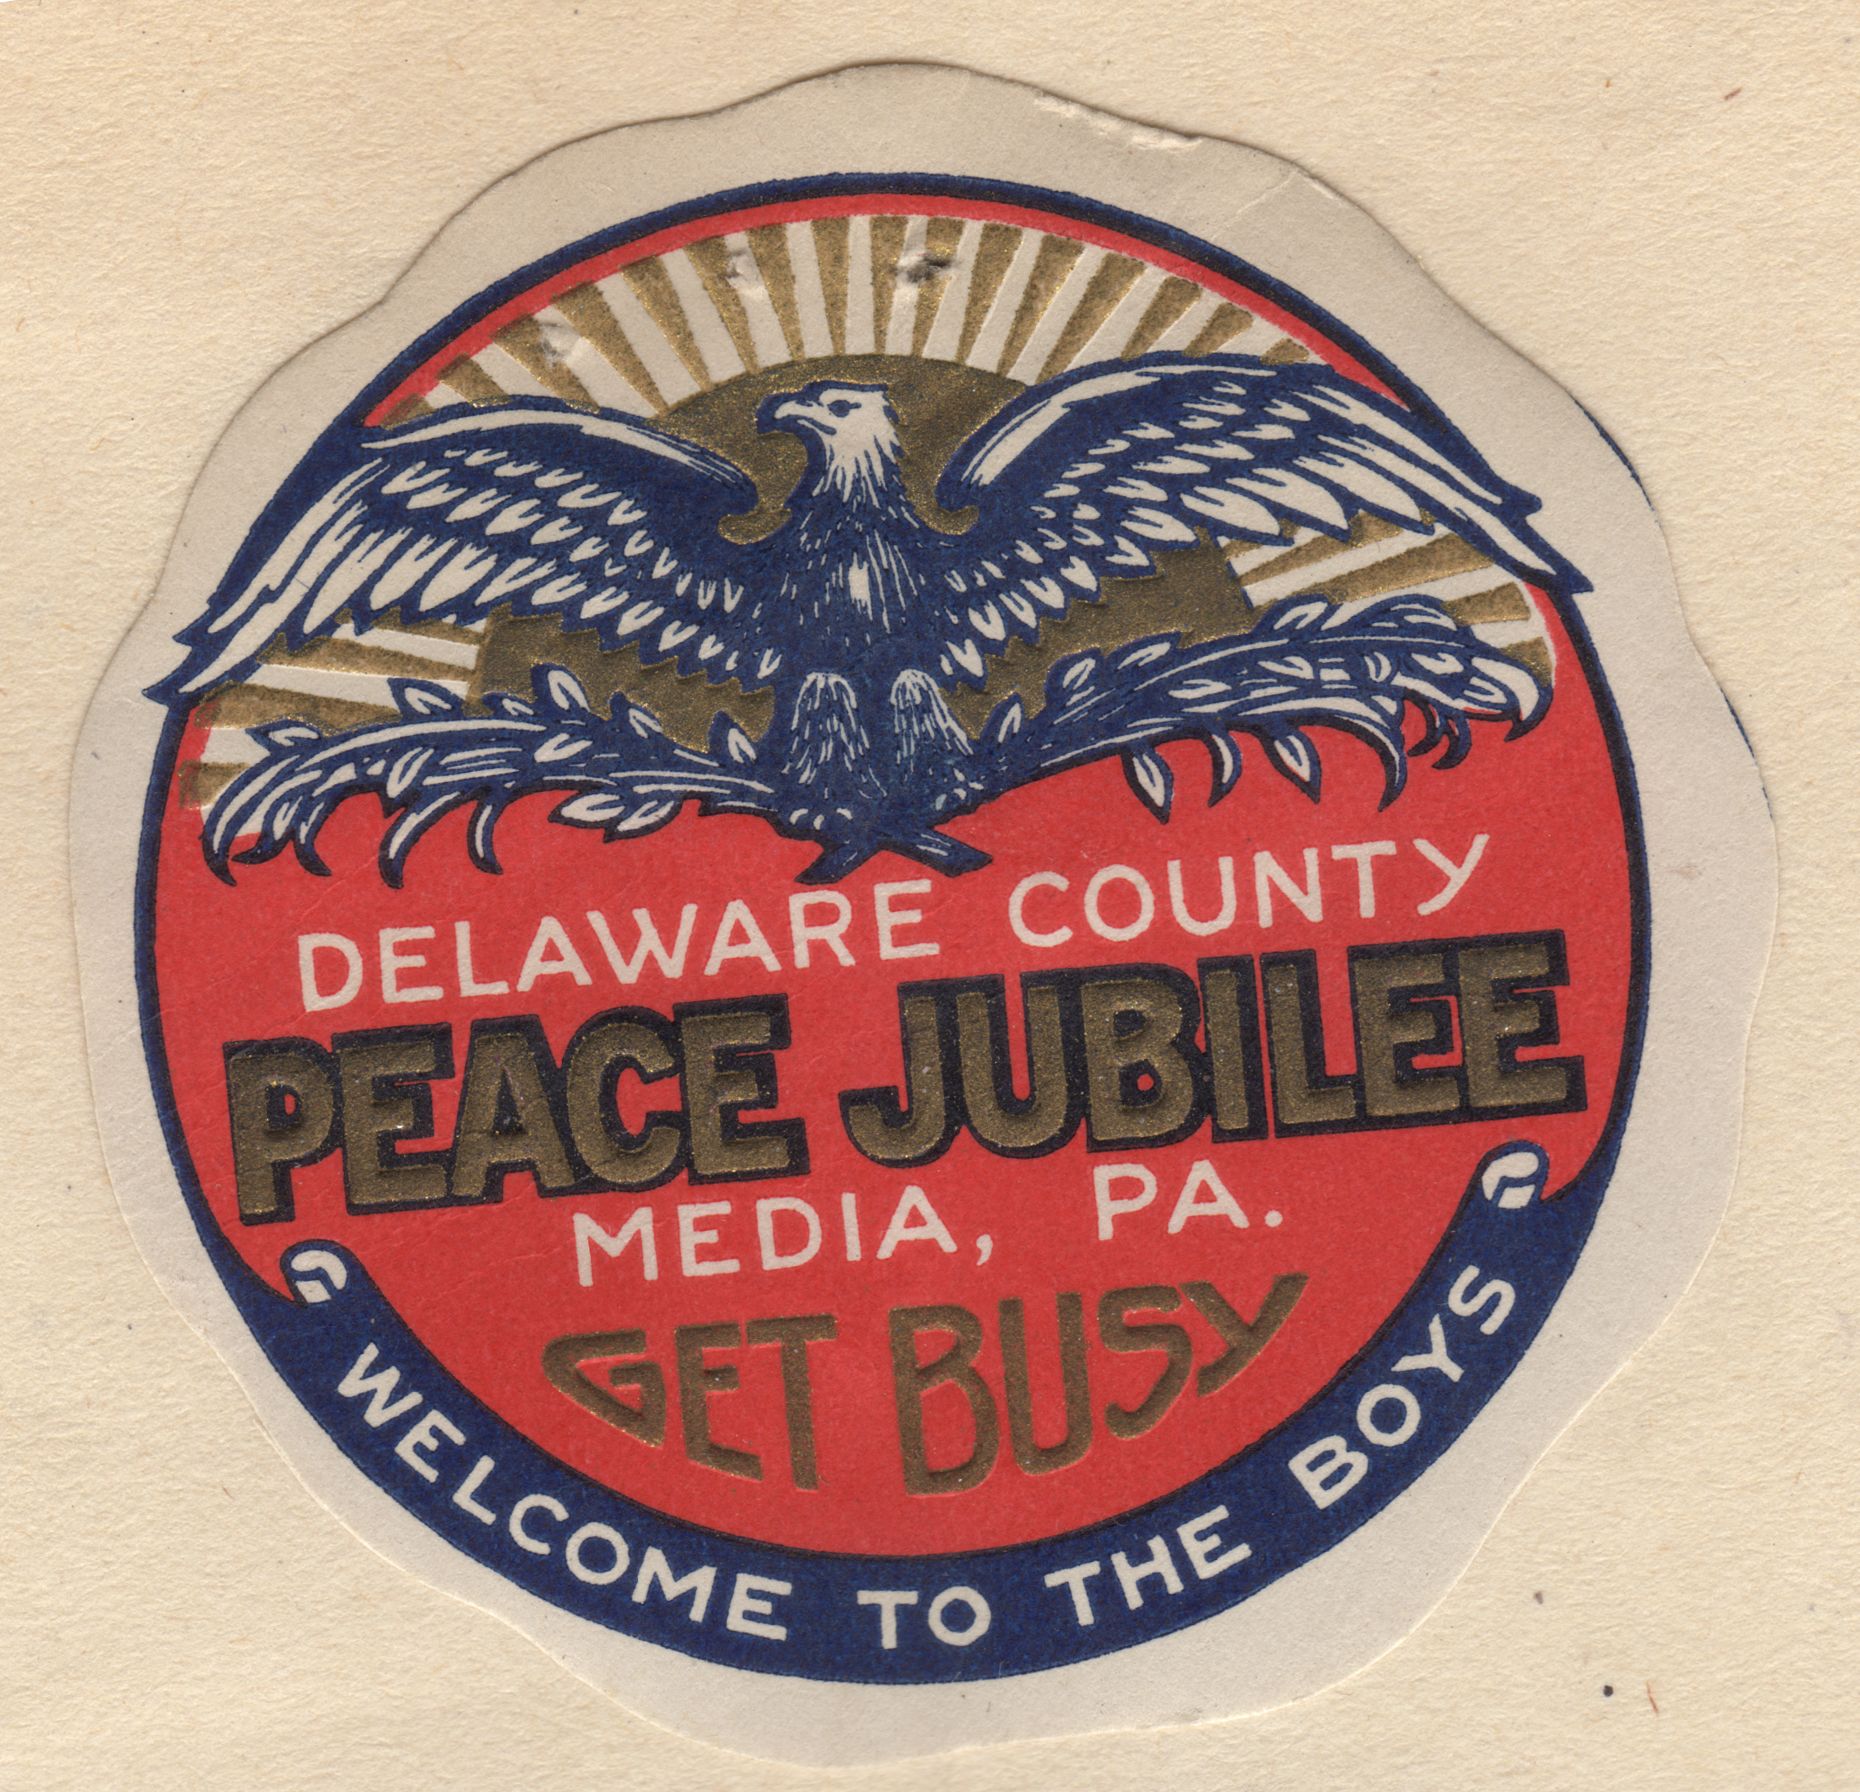 DELAWARE COUNTY
PEACE JUBILEE
MEDIA, PA.
GET BUSY
WELCOME TO THE BOYS